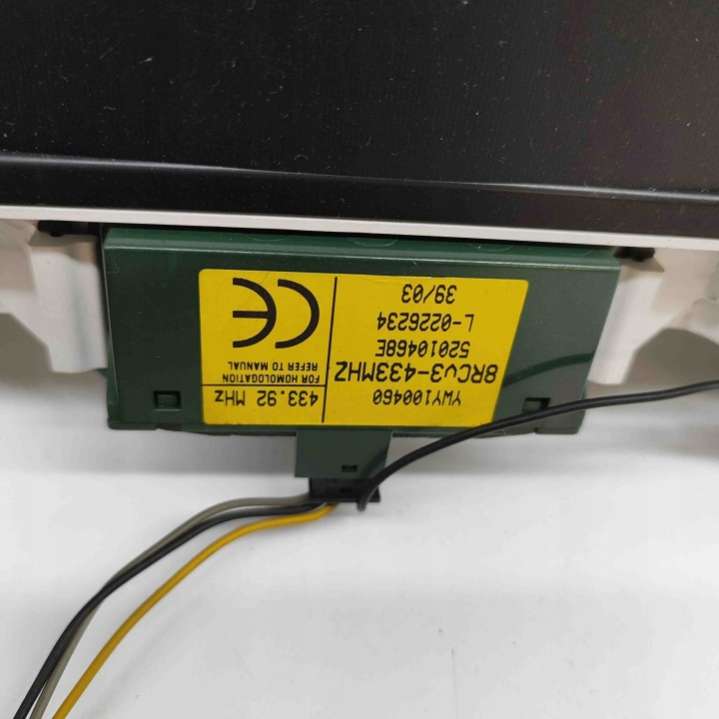 YWY100460
8RCv3-433MHZ
52010468E
L-0226234
39/03
433.92 MHz
FOR HOMOLOGATION
REFER TO MANUAL
CE